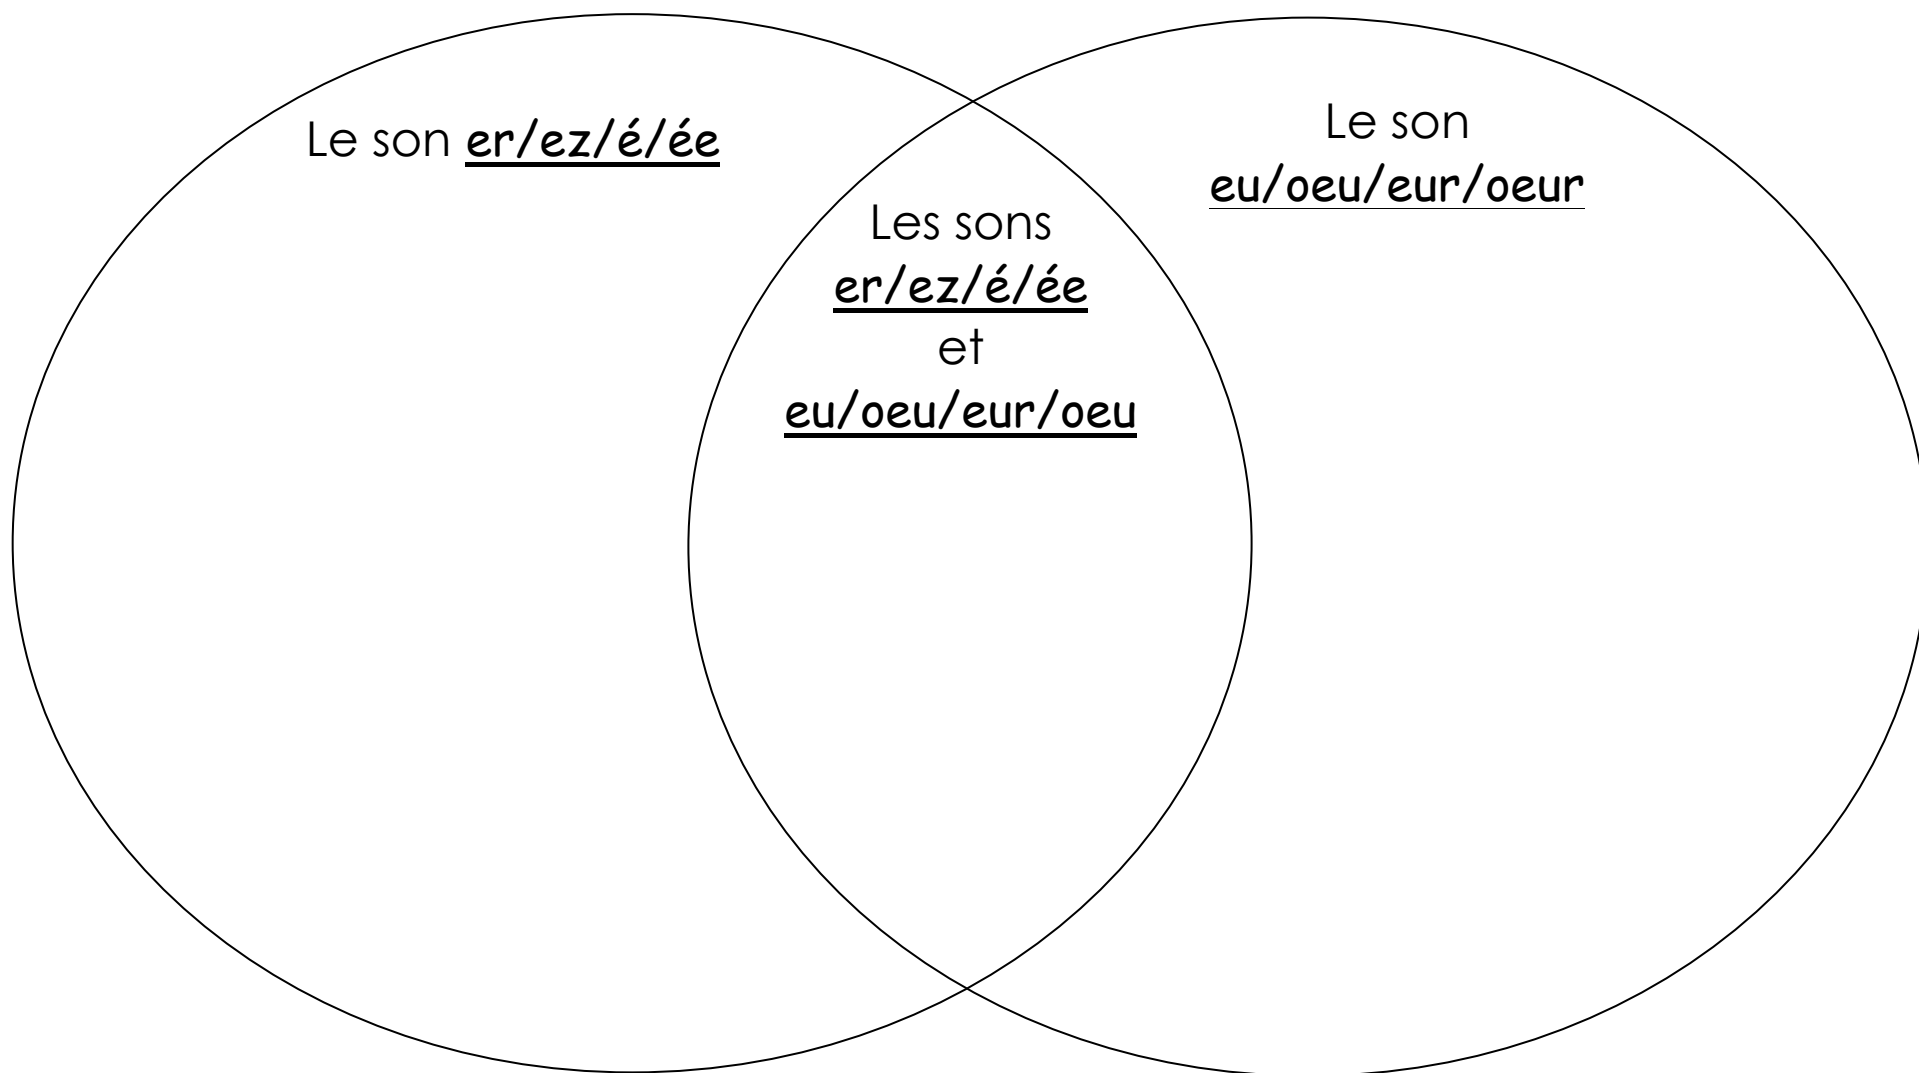 Le son er/ez/é/ée
Les sons
er/ez/é/ée
et
eu/oeu/eur/oeu
Le son
eu/oeu/eur/oeur